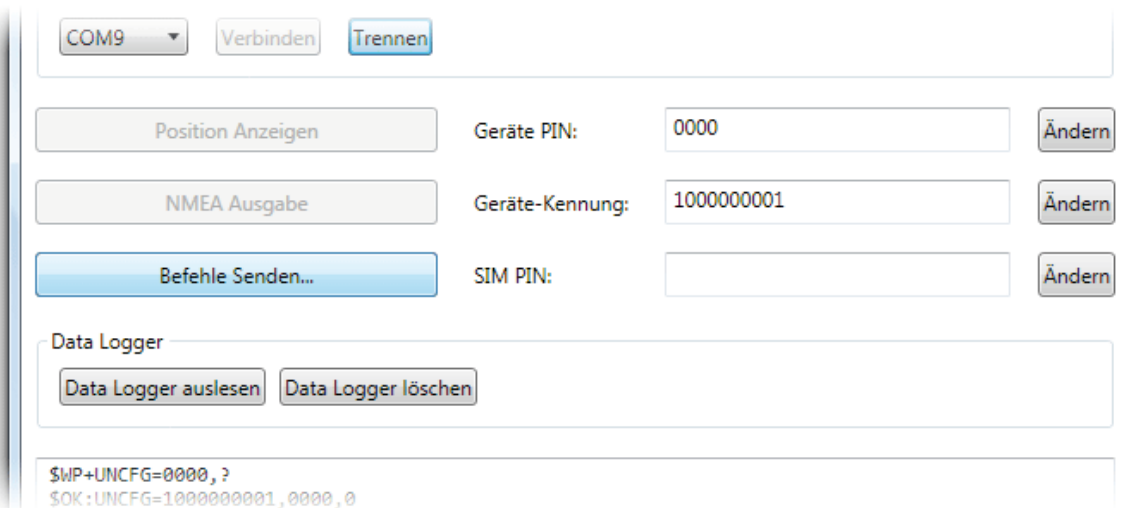 COM9 Verbinden Trennen
Position Anzeigen Geräte PIN: 0000 Ändern
NMEA Ausgabe Geräte-Kennung: 1000000001 Ändern
Befehle Senden... SIM PIN: Ändern
Data Logger
Data Logger auslesen Data Logger löschen
$WP+UNCFG=0000,?
$OK:UNCFG=1000000001,0000,0